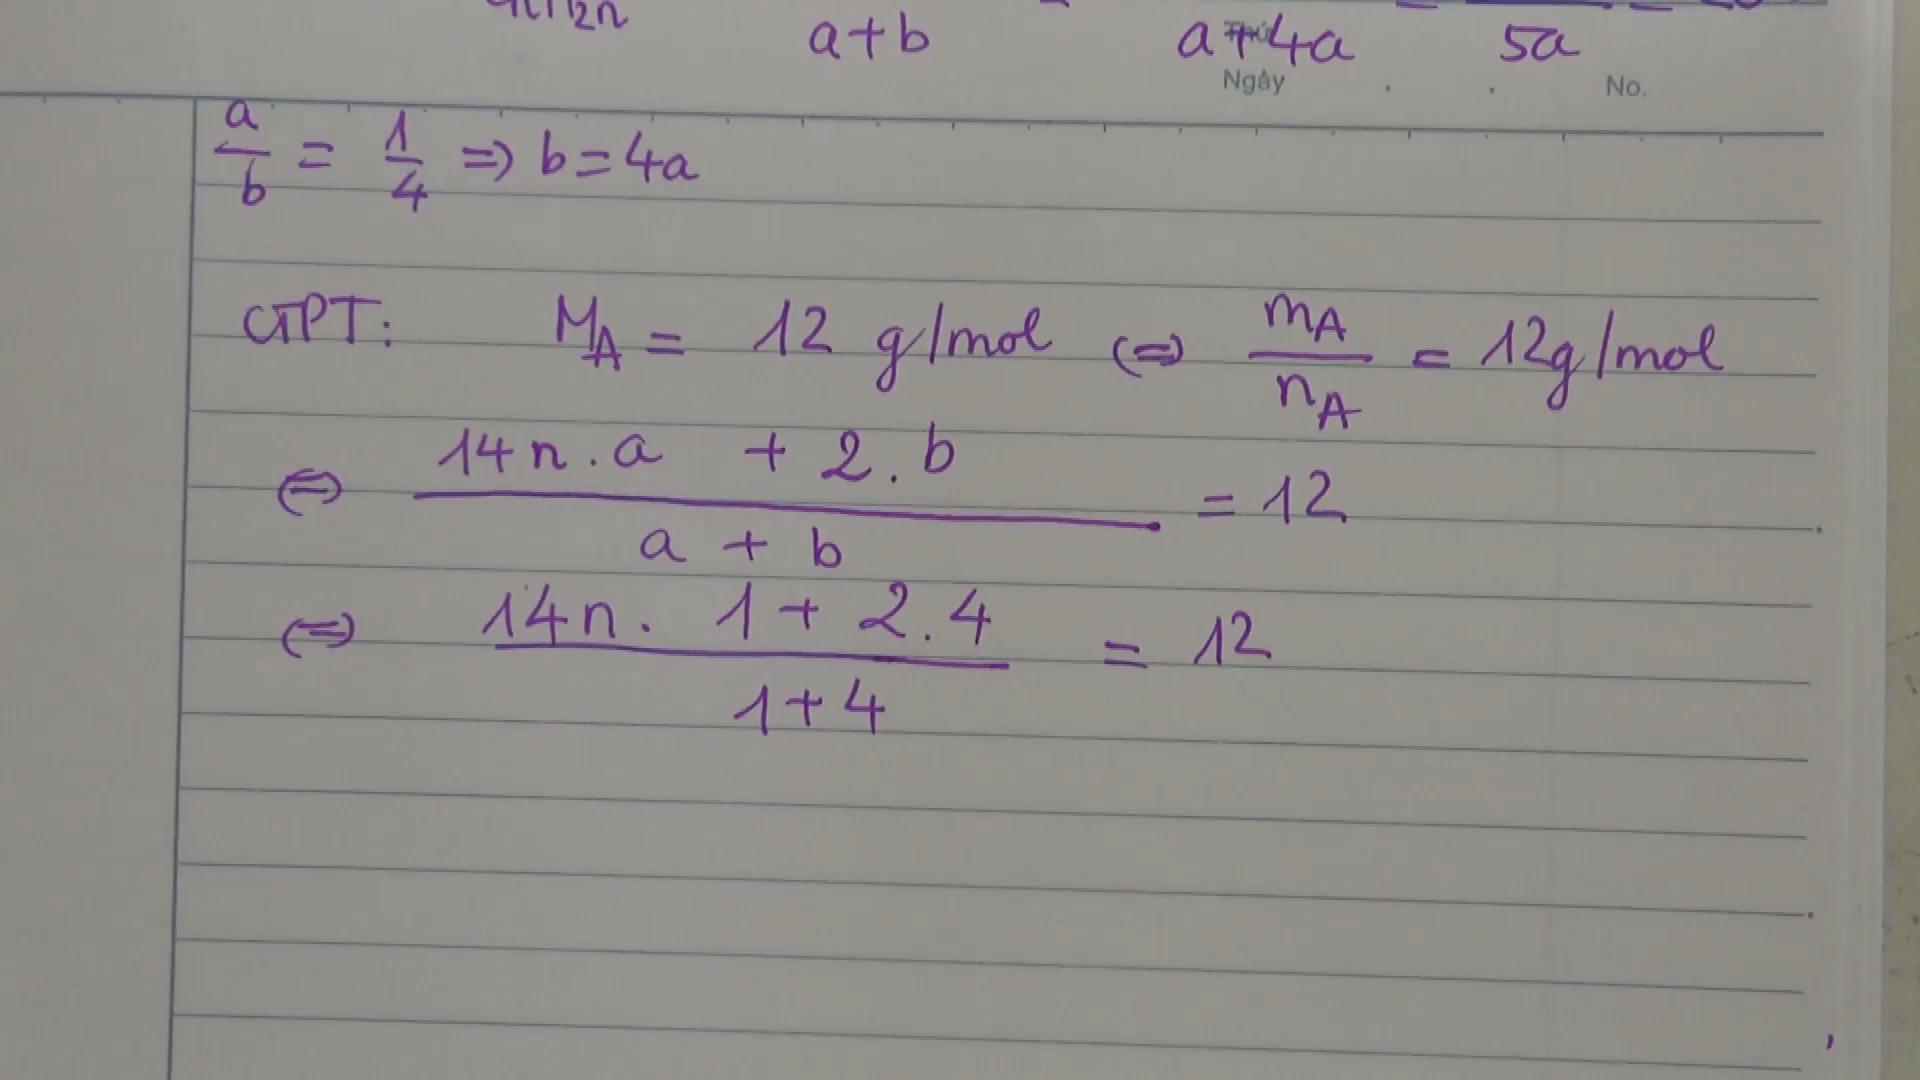 a+b a+4a 5a
Ngày . . No.
a/b = 1/4 => b=4a
GPT: M_A = 12 g/mol <=> m_A/n_A = 12g/mol
<=> (14n.a + 2.b)/(a + b) = 12
<=> (14n. 1+ 2.4)/(1+4) = 12